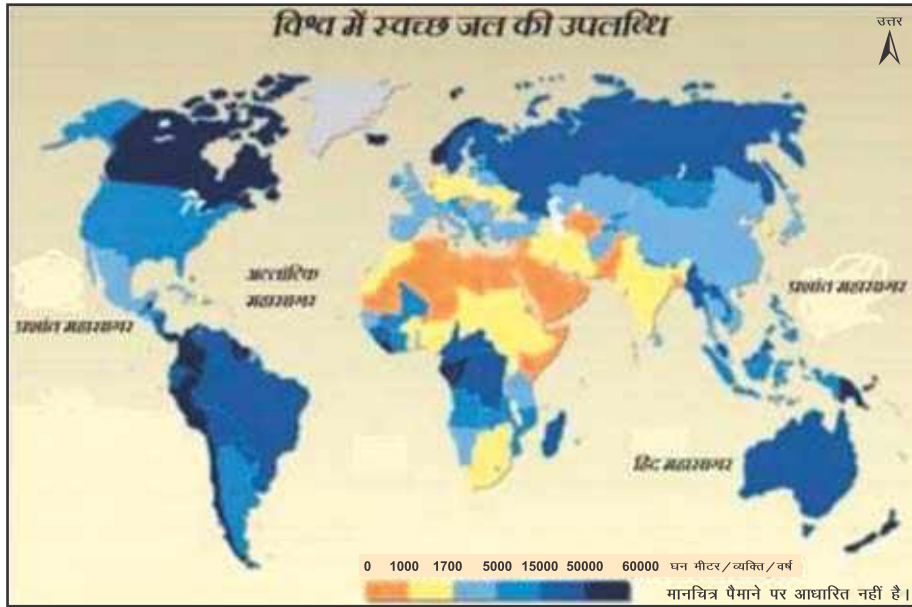 विश्व में स्वच्छ जल की उपलब्धि
उत्तर
अटलांटिक
महासागर
प्रशांत महासागर
प्रशांत महासागर
हिंद महासागर
0 1000 1700 5000 15000 50000 60000 घन मीटर/व्यक्ति/वर्ष
मानचित्र पैमाने पर आधारित नहीं है।